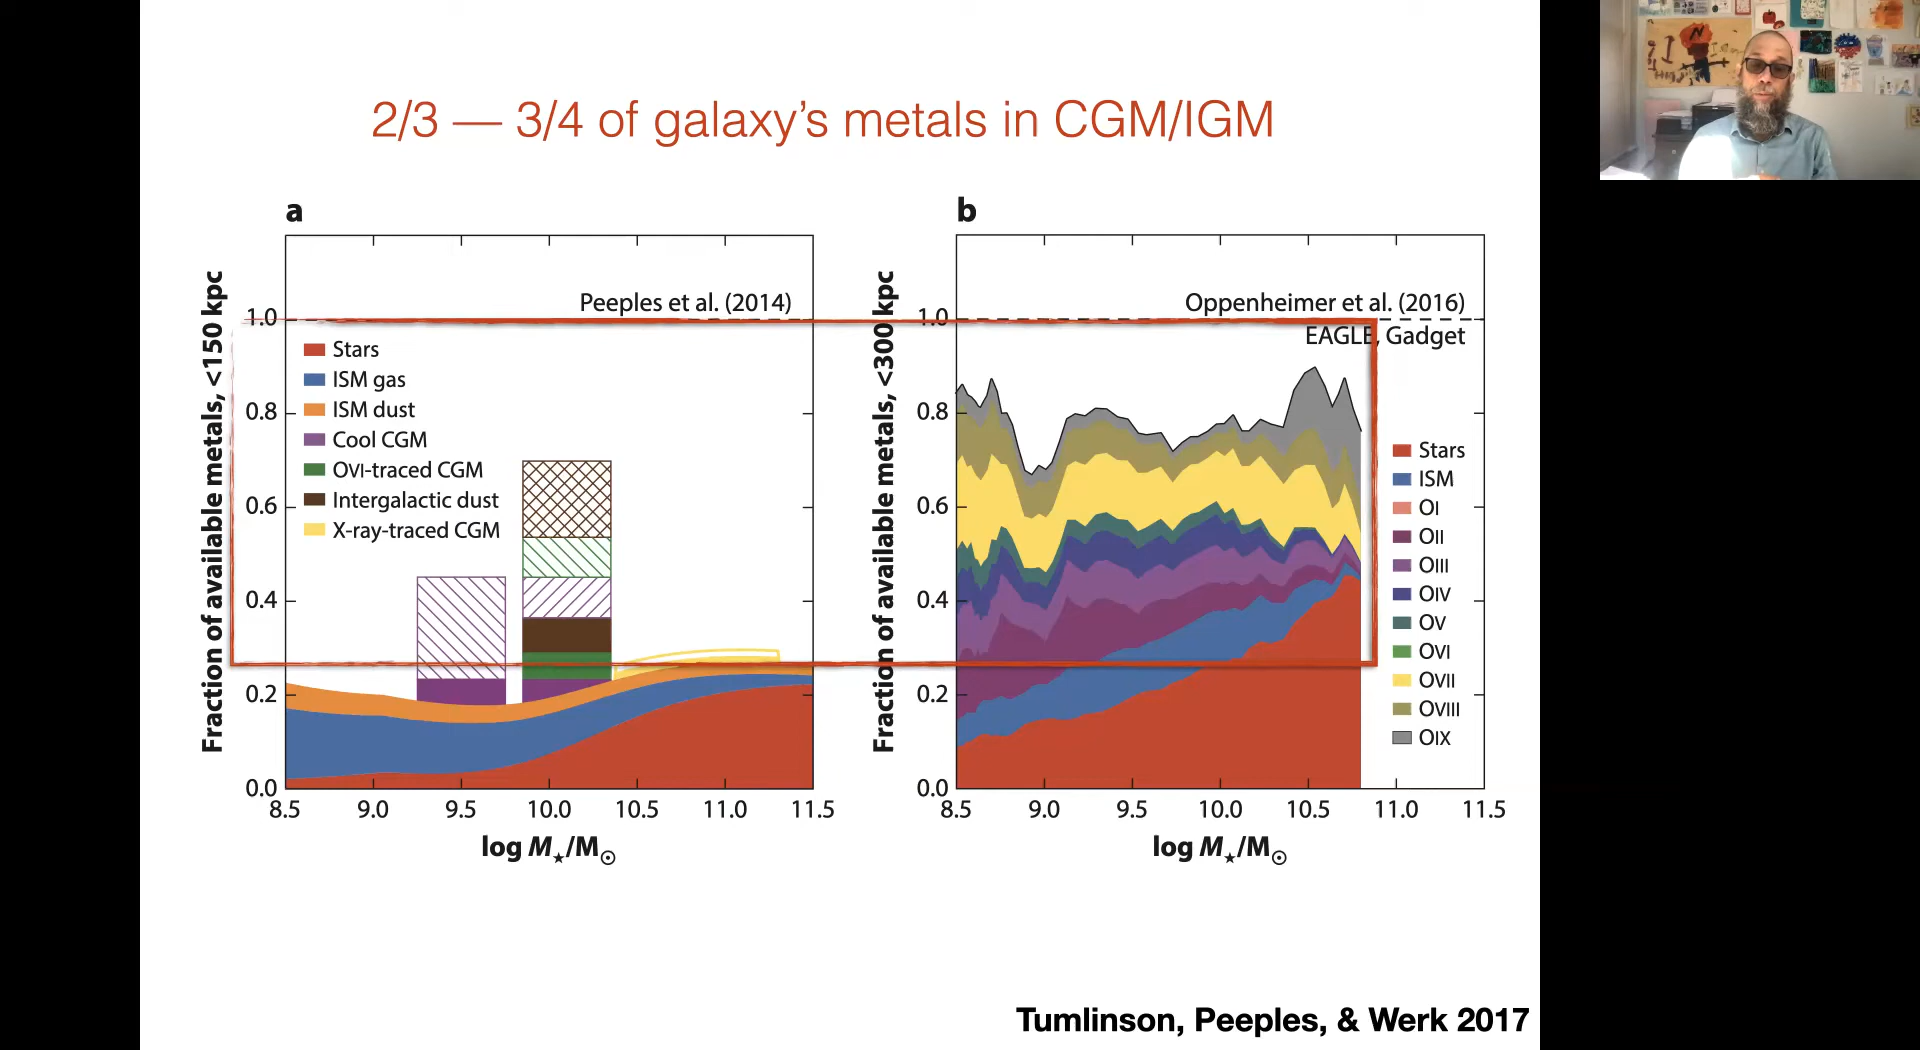 2/3 — 3/4 of galaxy's metals in CGM/IGM
a
Fraction of available metals, <150 kpc
Peeples et al. (2014)
1.0
0.8
0.6
0.4
0.2
0.0
Stars
ISM gas
ISM dust
Cool CGM
OVI-traced CGM
Intergalactic dust
X-ray-traced CGM
8.5 9.0 9.5 10.0 10.5 11.0 11.5
log M★/M⊙
b
Fraction of available metals, <300 kpc
Oppenheimer et al. (2016)
EAGLE, Gadget
1.0
0.8
0.6
0.4
0.2
0.0
Stars
ISM
OI
OII
OIII
OIV
OV
OVI
OVII
OVIII
OIX
8.5 9.0 9.5 10.0 10.5 11.0 11.5
log M★/M⊙
Tumlinson, Peeples, & Werk 2017